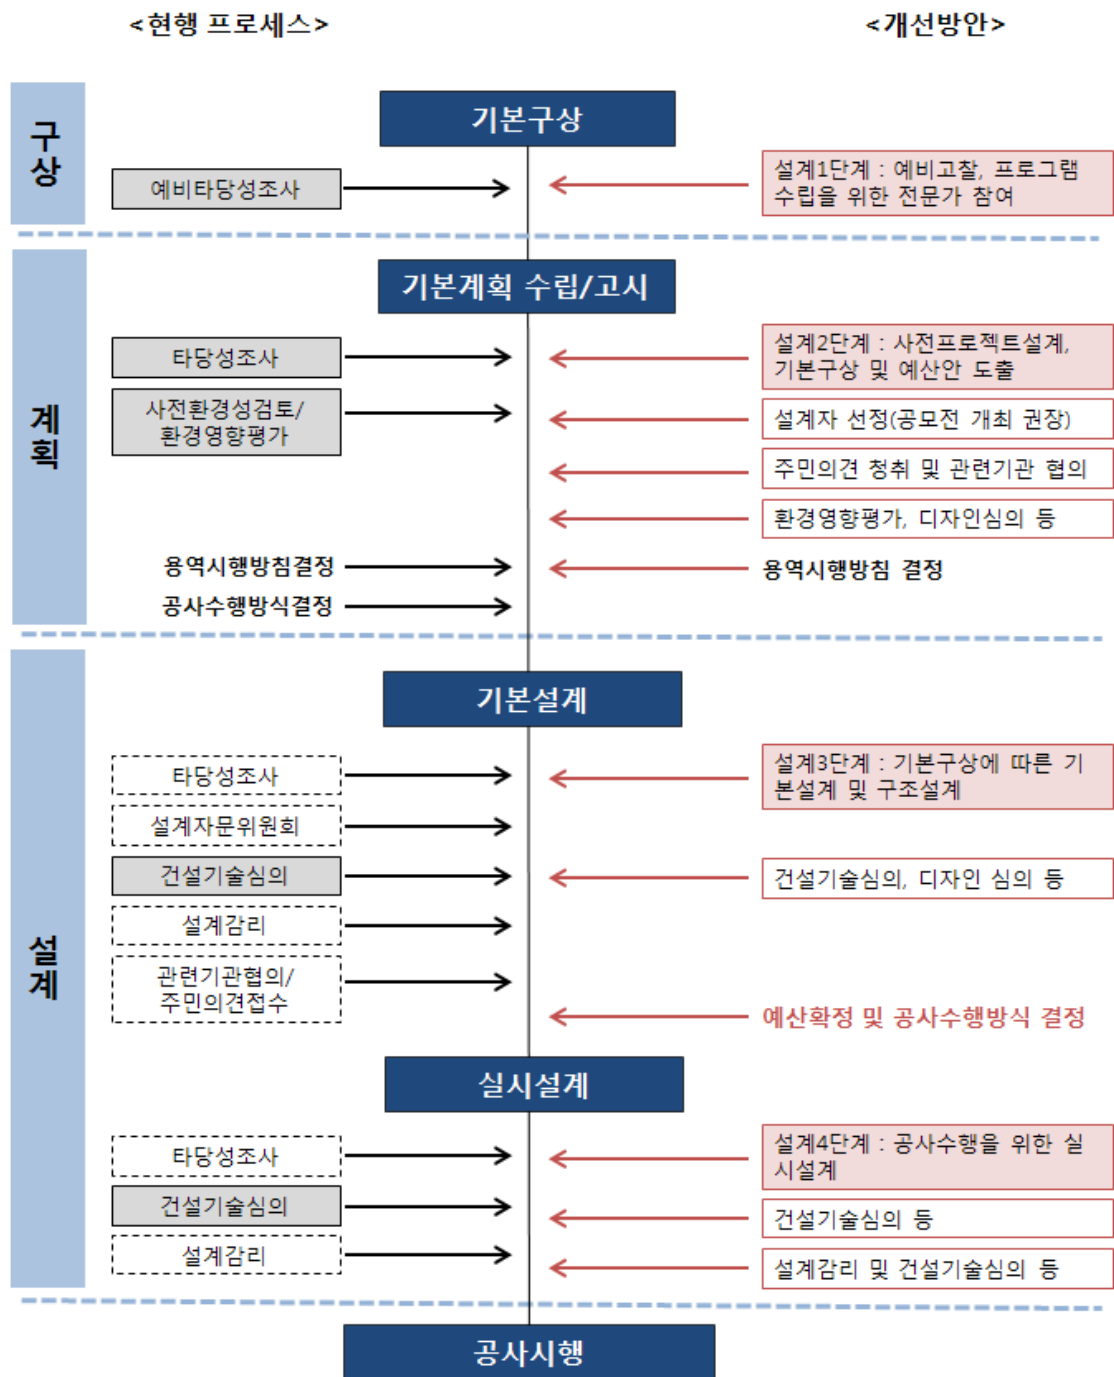 <현행 프로세스>
<개선방안>
구상
기본구상
예비타당성조사
설계1단계 : 예비고찰, 프로그램
수립을 위한 전문가 참여
계획
기본계획 수립/고시
타당성조사
설계2단계 : 사전프로젝트설계,
기본구상 및 예산안 도출
사전환경성검토/
환경영향평가
설계자 선정(공모전 개최 권장)
주민의견 청취 및 관련기관 협의
환경영향평가, 디자인심의 등
용역시행방침결정
용역시행방침 결정
공사수행방식결정
설계
기본설계
타당성조사
설계3단계 : 기본구상에 따른 기
본설계 및 구조설계
설계자문위원회
건설기술심의
건설기술심의, 디자인 심의 등
설계감리
관련기관협의/
주민의견접수
예산확정 및 공사수행방식 결정
실시설계
타당성조사
설계4단계 : 공사수행을 위한 실
시설계
건설기술심의
건설기술심의 등
설계감리
설계감리 및 건설기술심의 등
공사시행